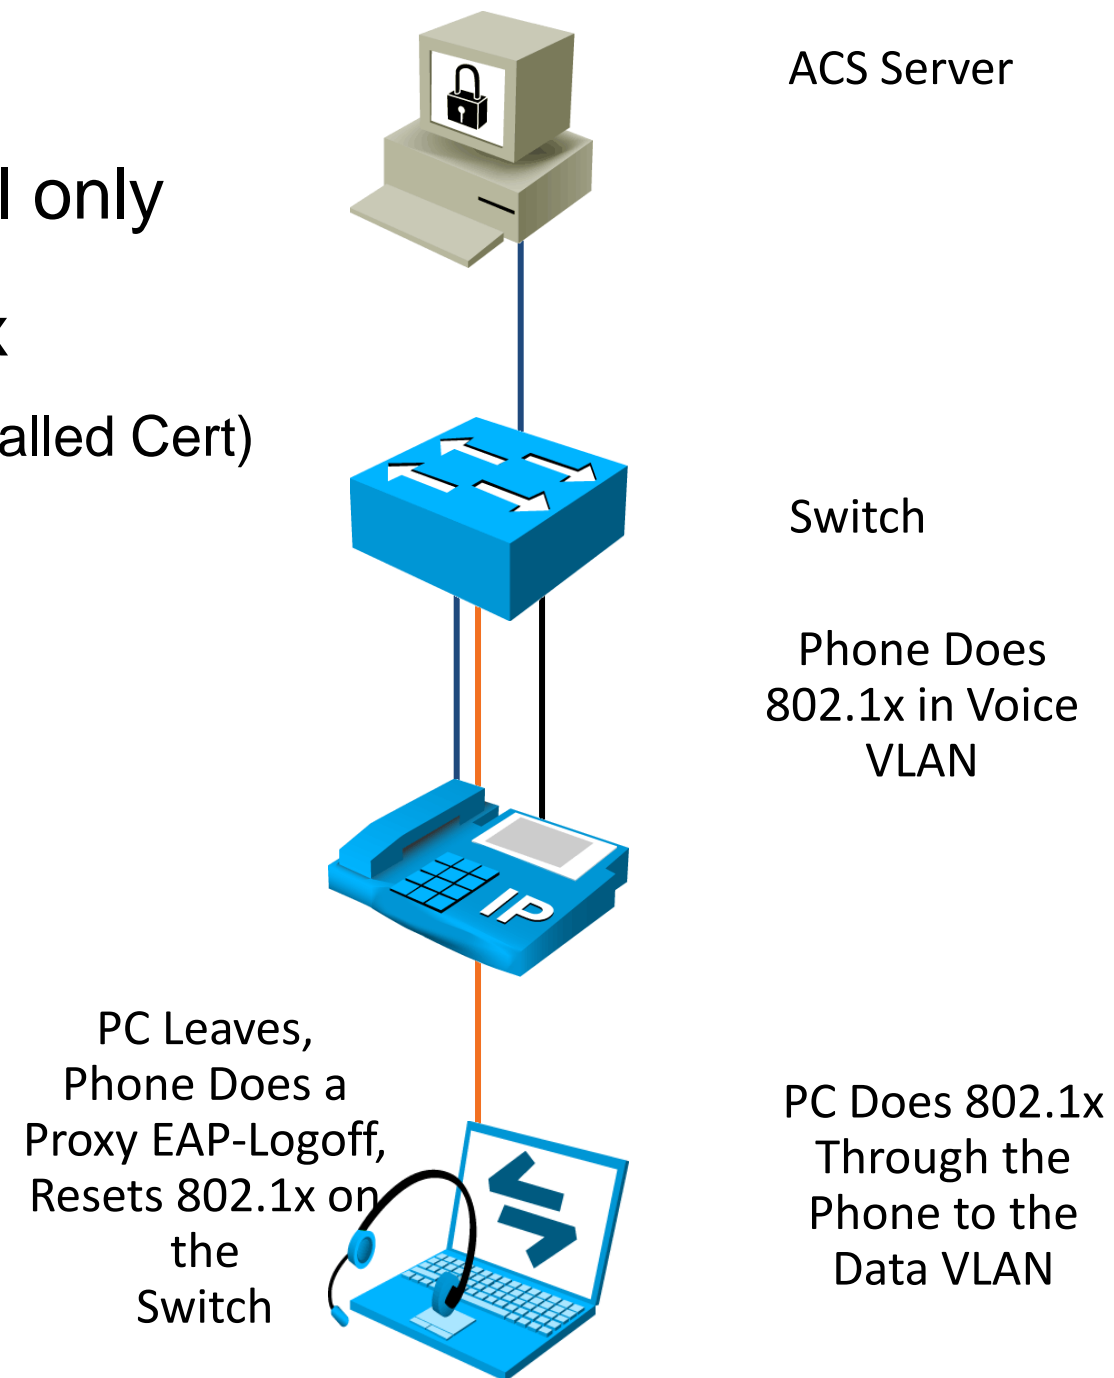 ACS Server
l only
x
alled Cert)
Switch
Phone Does
802.1x in Voice
VLAN
IP
PC Leaves,
Phone Does a
Proxy EAP-Logoff,
Resets 802.1x on
the
Switch
PC Does 802.1x
Through the
Phone to the
Data VLAN